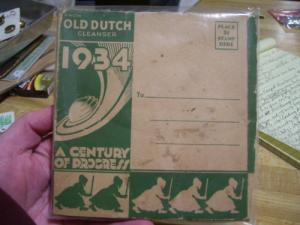 OLD DUTCH
CLEANSER
1934
PLACE
STAMP
HERE
To
A CENTURY
OF PROGRESS